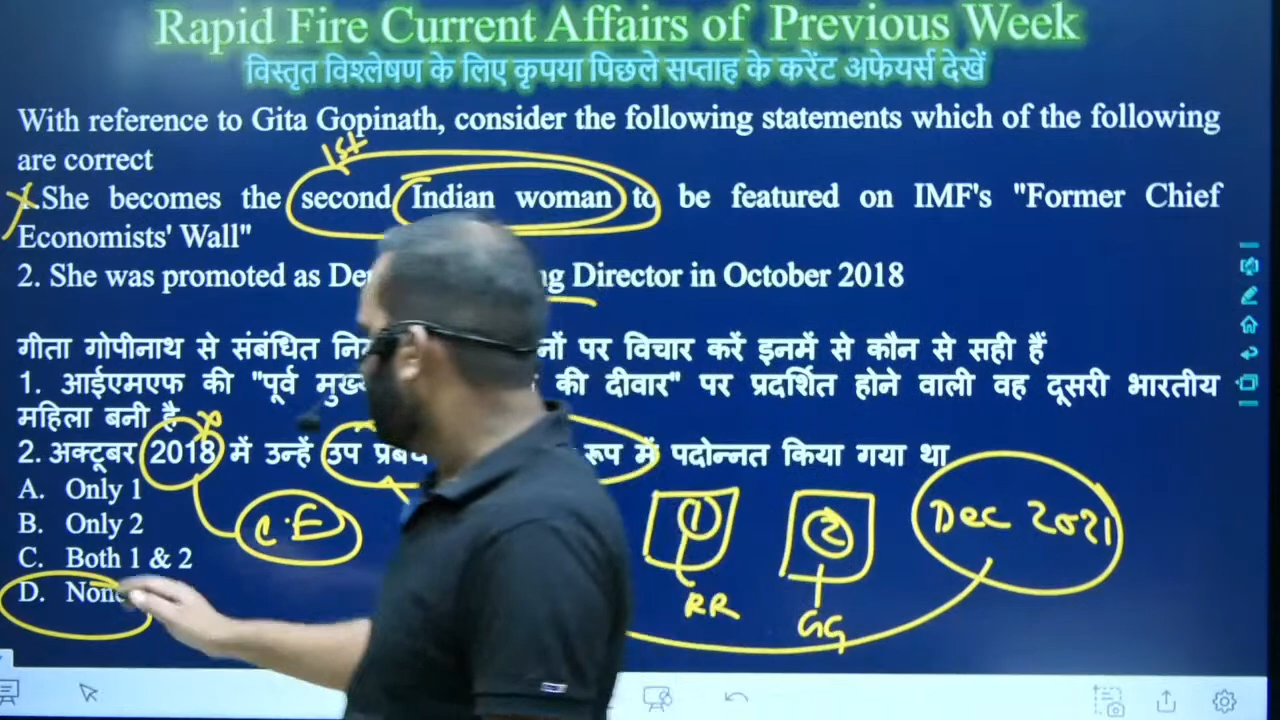 Rapid Fire Current Affairs of Previous Week
विस्तृत विश्लेषण के लिए कृपया पिछले सप्ताह के करेंट अफेयर्स देखें
With reference to Gita Gopinath, consider the following statements which of the following
are correct
1st
1.She becomes the second Indian woman to be featured on IMF's "Former Chief
Economists' Wall"
2. She was promoted as Director in October 2018
गीता गोपीनाथ से संबंधित पर विचार करें इनमें से कौन से सही हैं
1. आईएमएफ की "पूर्व की दीवार" पर प्रदर्शित होने वाली वह दूसरी भारतीय
महिला बनी है
2. अक्टूबर 2018 में उन्हें उप रूप में पदोन्नत किया गया था
A. Only 1
B. Only 2
C. Both 1 & 2
D. None
C.E
1
2
Dec 2021
RR
GG